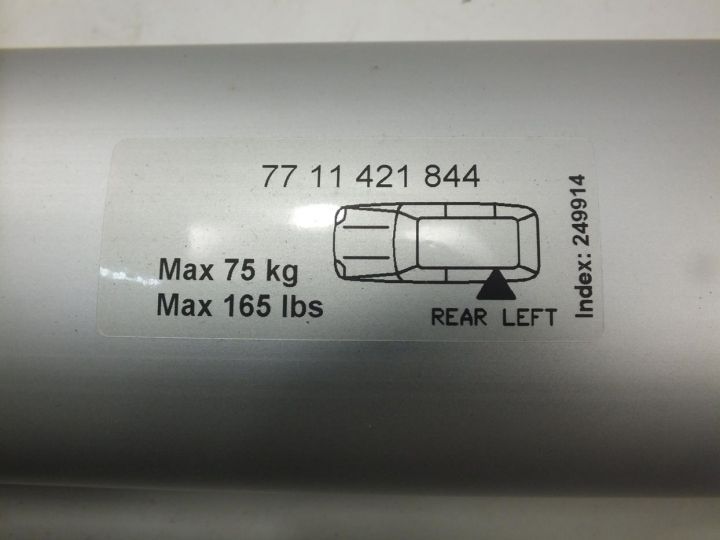 77 11 421 844
Max 75 kg
Max 165 lbs
REAR LEFT
Index: 249914